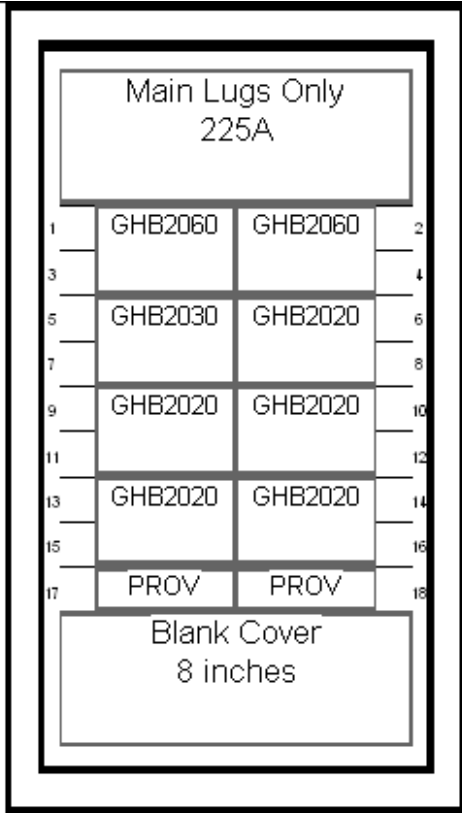 Main Lugs Only
225A
1 GHB2060 GHB2060 2
3 4
5 GHB2030 GHB2020 6
7 8
9 GHB2020 GHB2020 10
11 12
13 GHB2020 GHB2020 14
15 16
17 PROV PROV 18
Blank Cover
8 inches